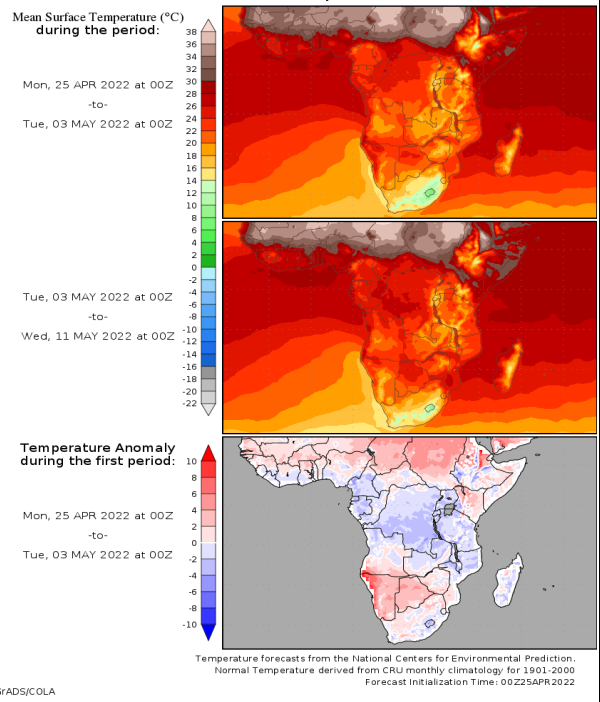 Mean Surface Temperature (°C)
during the period:
38
36
34
32
30
28
26
24
22
20
18
16
14
12
10
8
6
4
2
0
-2
-4
-6
-8
-10
-12
-14
-16
-18
-20
-22
Mon, 25 APR 2022 at 00Z
-to-
Tue, 03 MAY 2022 at 00Z
Tue, 03 MAY 2022 at 00Z
-to-
Wed, 11 MAY 2022 at 00Z
Temperature Anomaly
during the first period:
10
8
6
4
2
0
-2
-4
-6
-8
-10
Mon, 25 APR 2022 at 00Z
-to-
Tue, 03 MAY 2022 at 00Z
Temperature forecasts from the National Centers for Environmental Prediction.
Normal Temperature derived from CRU monthly climatology for 1901-2000
Forecast Initialization Time: 00Z25APR2022
GrADS/COLA